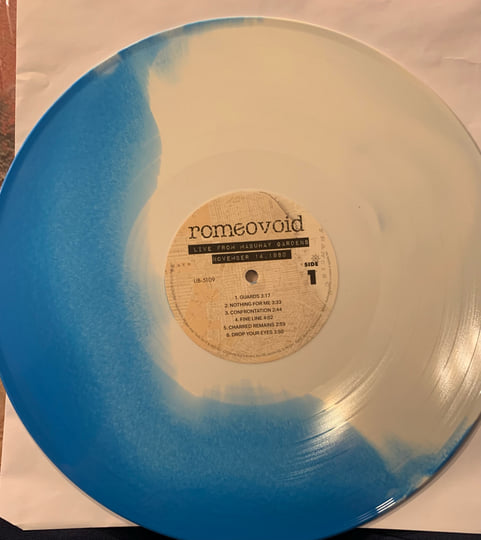 romeovoid
LIVE FROM MABUHAY GARDENS
NOVEMBER 14, 1980
LIB-5109
SIDE
1
1. GUARDS 3:17
2. NOTHING FOR ME 3:33
3. CONFRONTATION 2:44
4. FINE LINE 4:02
5. CHARRED REMAINS 2:59
6. DROP YOUR EYES 3:50